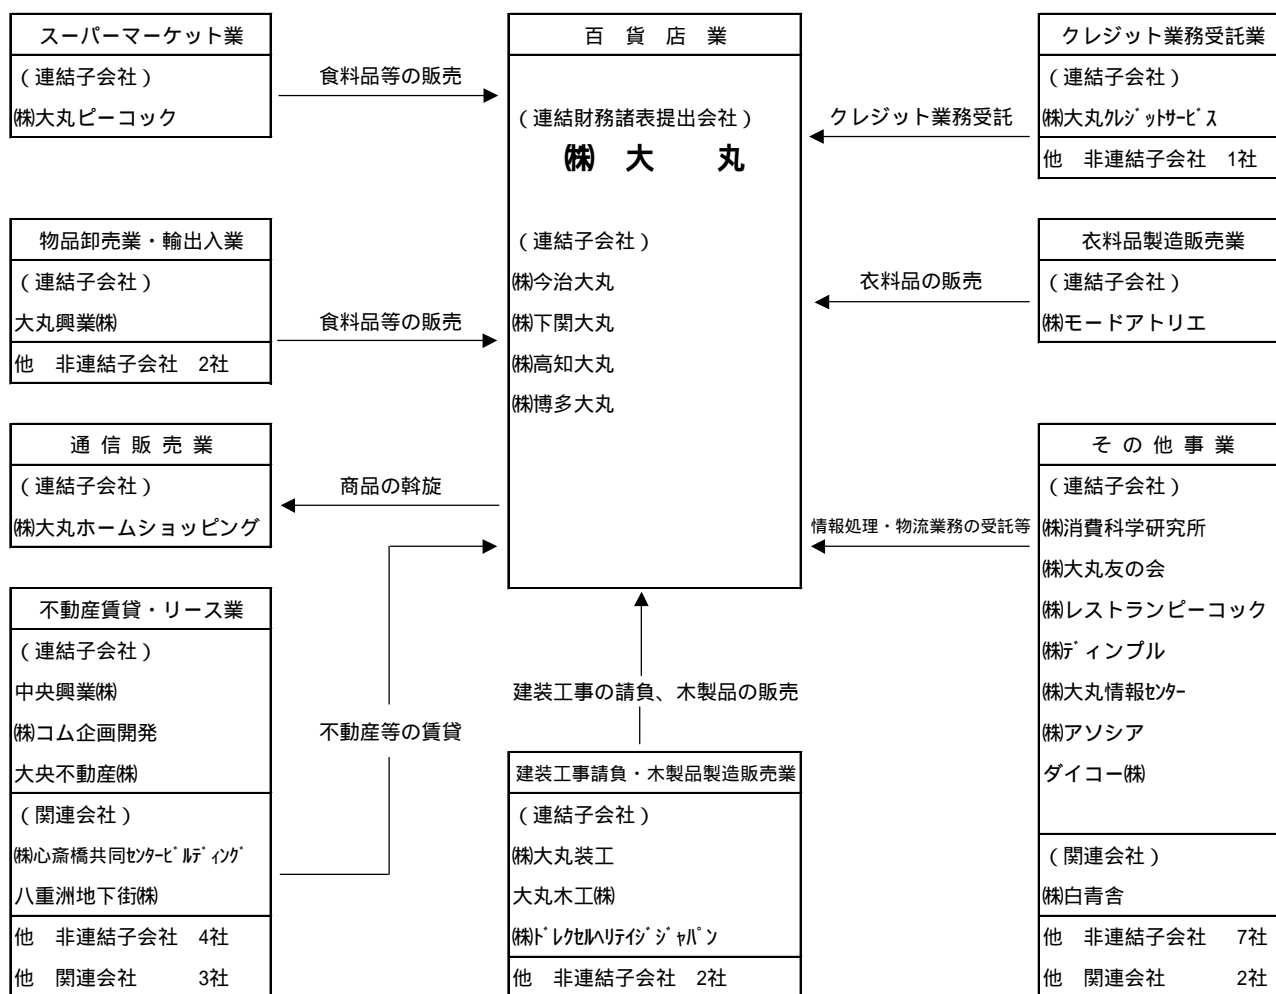 スーパーマーケット業
（連結子会社）
㈱大丸ピーコック
食料品等の販売
物品卸売業・輸出入業
（連結子会社）
大丸興業㈱
他　非連結子会社　2社
食料品等の販売
通 信 販 売 業
（連結子会社）
㈱大丸ホームショッピング
商品の斡旋
不動産賃貸・リース業
（連結子会社）
中央興業㈱
㈱コム企画開発
大央不動産㈱
（関連会社）
㈱心斎橋共同ｾﾝﾀｰﾋﾞﾙﾃﾞｨﾝｸﾞ
八重洲地下街㈱
他　非連結子会社　4社
他　関連会社　3社
不動産等の賃貸
百　貨　店　業
（連結財務諸表提出会社）
㈱　大　　丸
（連結子会社）
㈱今治大丸
㈱下関大丸
㈱高知大丸
㈱博多大丸
建装工事の請負、木製品の販売
建装工事請負・木製品製造販売業
（連結子会社）
㈱大丸装工
大丸木工㈱
㈱ﾄﾞﾚｸｾﾙﾍﾘﾃｲｼﾞｼﾞｬﾊﾟﾝ
他　非連結子会社　2社
クレジット業務受託業
（連結子会社）
㈱大丸ｸﾚｼﾞｯﾄｻｰﾋﾞｽ
他　非連結子会社　1社
クレジット業務受託
衣料品製造販売業
（連結子会社）
㈱モードアトリエ
衣料品の販売
そ の 他 事 業
（連結子会社）
㈱消費科学研究所
㈱大丸友の会
㈱レストランピーコック
㈱ﾃﾞィンプル
㈱大丸情報ｾﾝﾀｰ
㈱アソシア
ダイコー㈱
（関連会社）
㈱白青舎
他　非連結子会社　7社
他　関連会社　2社
情報処理・物流業務の受託等